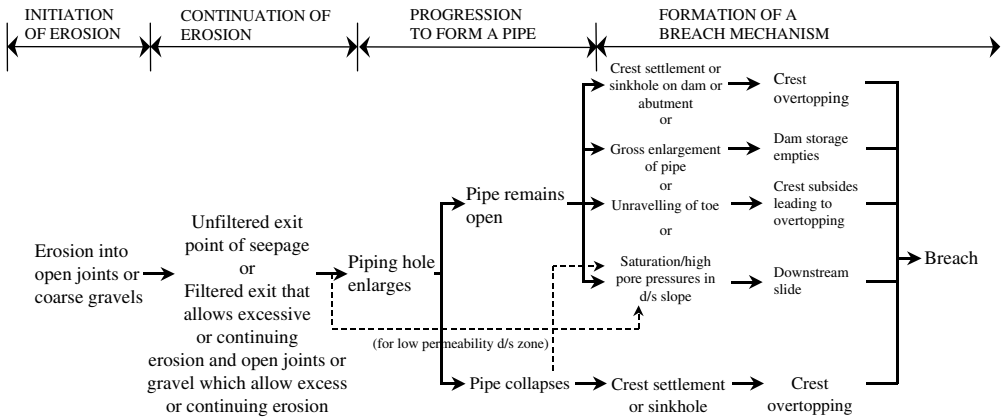 INITIATION
OF EROSION
CONTINUATION OF
EROSION
PROGRESSION
TO FORM A PIPE
FORMATION OF A
BREACH MECHANISM
Erosion into
open joints or
coarse gravels
Unfiltered exit
point of seepage
or
Filtered exit that
allows excessive
or continuing
erosion and open joints or
gravel which allow excess
or continuing erosion
Piping hole
enlarges
(for low permeability d/s zone)
Pipe remains
open
Pipe collapses
Crest settlement or
sinkhole on dam or
abutment
or
Gross enlargement
of pipe
or
Unravelling of toe
or
Saturation/high
pore pressures in
d/s slope
Crest settlement
or sinkhole
Crest
overtopping
Dam storage
empties
Crest subsides
leading to
overtopping
Downstream
slide
Crest
overtopping
Breach